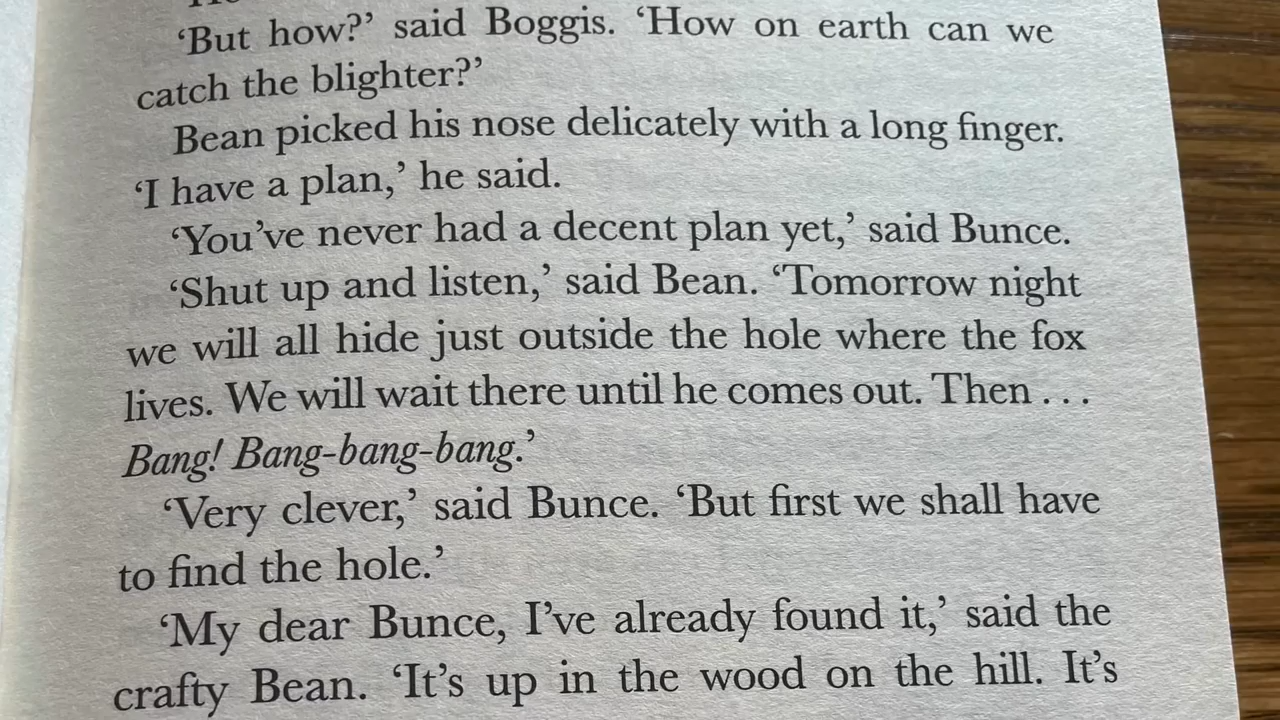 ‘But how?’ said Boggis. ‘How on earth can we
catch the blighter?’
Bean picked his nose delicately with a long finger.
‘I have a plan,’ he said.
‘You’ve never had a decent plan yet,’ said Bunce.
‘Shut up and listen,’ said Bean. ‘Tomorrow night
we will all hide just outside the hole where the fox
lives. We will wait there until he comes out. Then . . .
Bang! Bang-bang-bang.’
‘Very clever,’ said Bunce. ‘But first we shall have
to find the hole.’
‘My dear Bunce, I’ve already found it,’ said the
crafty Bean. ‘It’s up in the wood on the hill. It’s